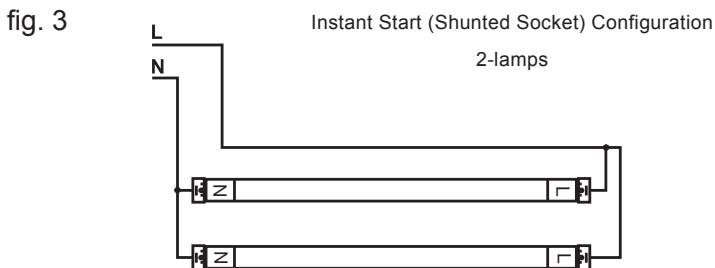 fig. 3
Instant Start (Shunted Socket) Configuration
2-lamps
L
N
N
L
N
L